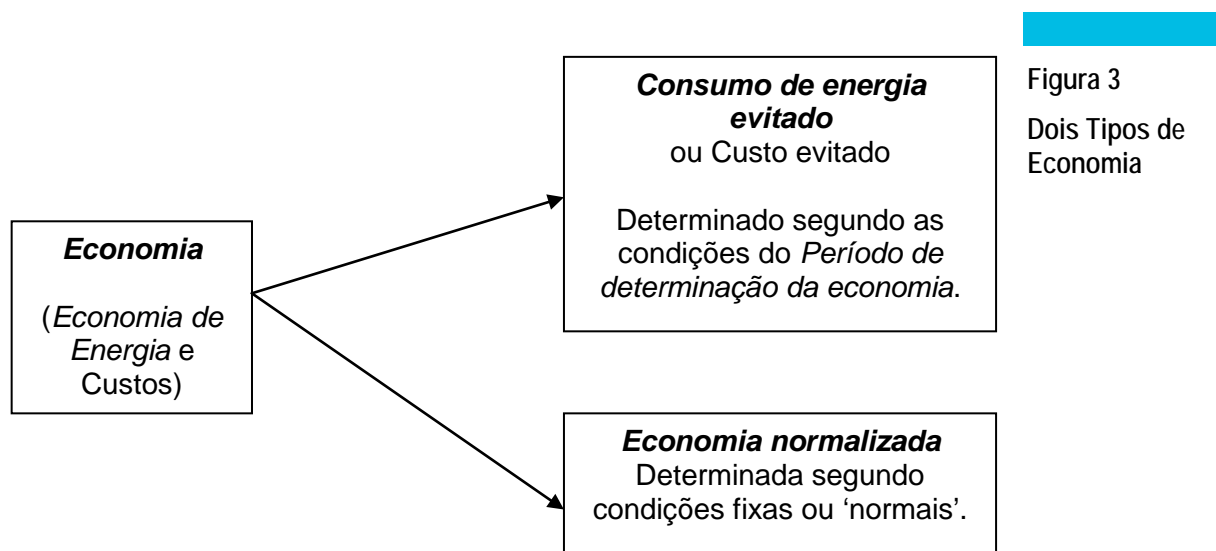 Figura 3
Dois Tipos de
Economia
Economia
(Economia de
Energia e
Custos)
Consumo de energia
evitado
ou Custo evitado
Determinado segundo as
condições do Período de
determinação da economia.
Economia normalizada
Determinada segundo
condições fixas ou ‘normais’.